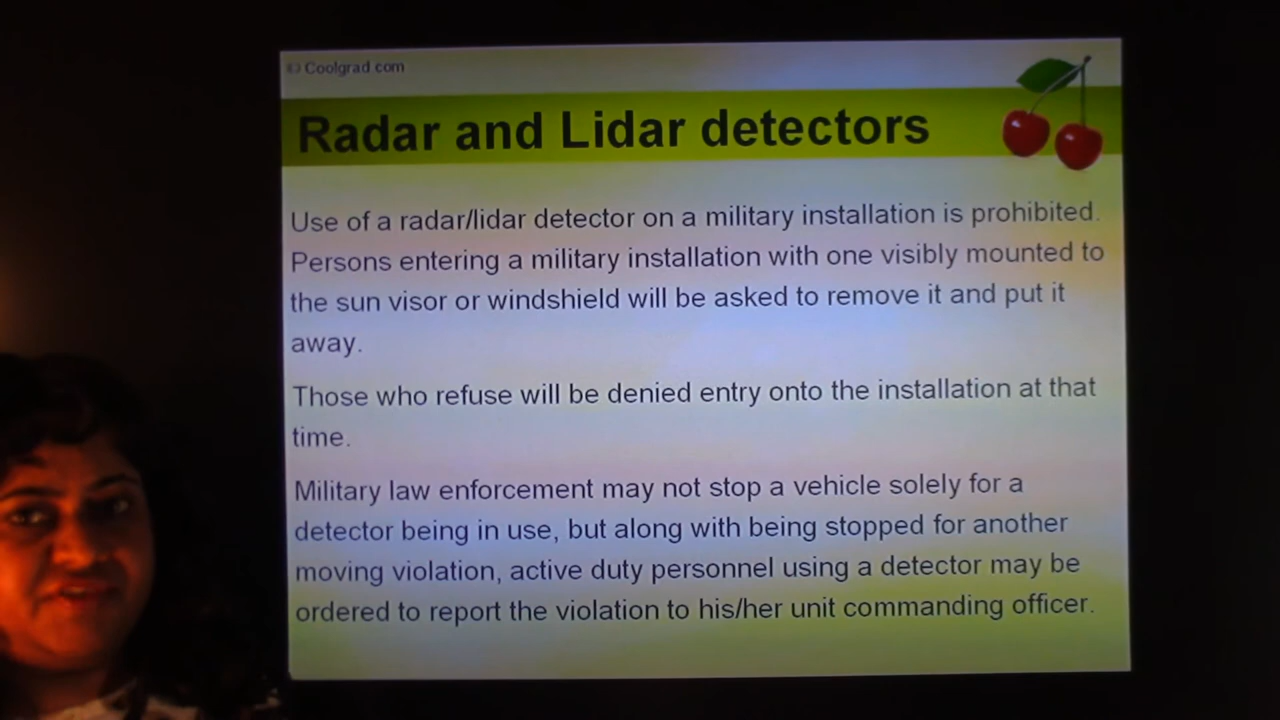 © Coolgrad.com
Radar and Lidar detectors
Use of a radar/lidar detector on a military installation is prohibited.
Persons entering a military installation with one visibly mounted to
the sun visor or windshield will be asked to remove it and put it
away.
Those who refuse will be denied entry onto the installation at that
time.
Military law enforcement may not stop a vehicle solely for a
detector being in use, but along with being stopped for another
moving violation, active duty personnel using a detector may be
ordered to report the violation to his/her unit commanding officer.